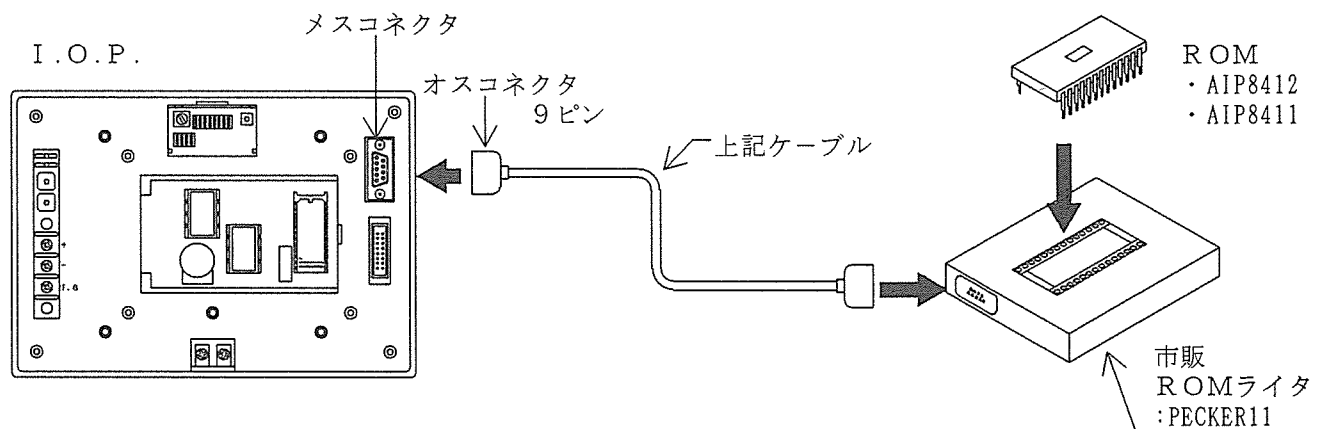 メスコネクタ
I.O.P.
オスコネクタ
9ピン
上記ケーブル
ROM
・AIP8412
・AIP8411
+
-
F.G
市販
ROMライタ
:PECKER11